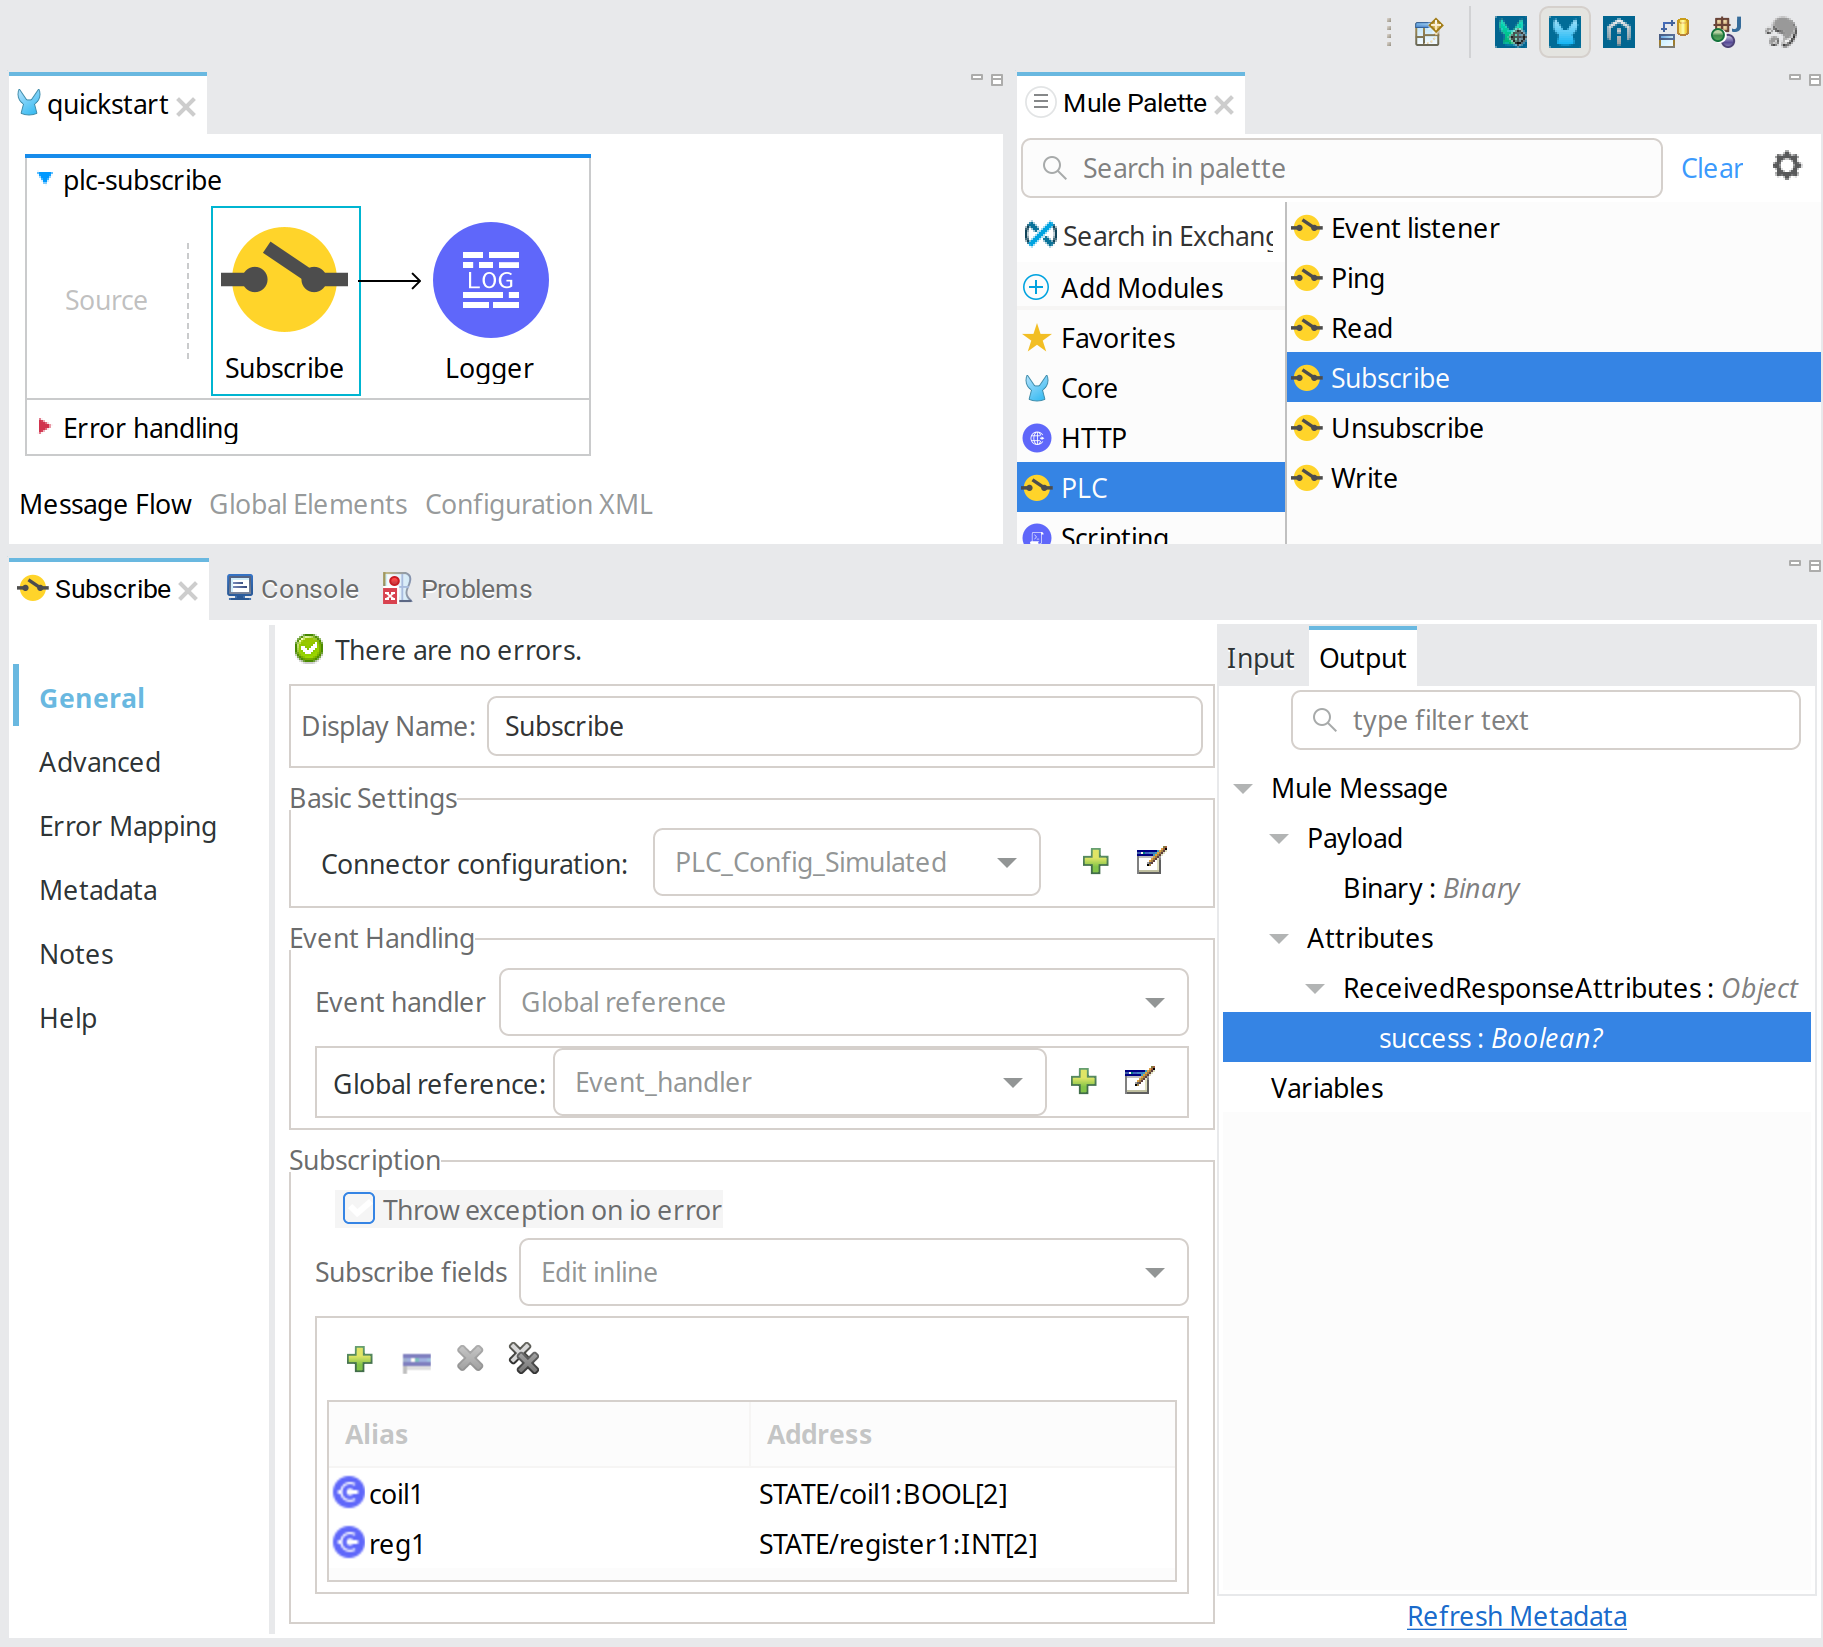 quickstart
plc-subscribe
Source
LOG
Subscribe
Logger
Error handling
Message Flow Global Elements Configuration XML
Mule Palette
Search in palette
Clear
Search in Exchang
Add Modules
Favorites
Core
HTTP
PLC
Scripting
Event listener
Ping
Read
Subscribe
Unsubscribe
Write
Subscribe Console Problems
General
Advanced
Error Mapping
Metadata
Notes
Help
There are no errors.
Display Name: Subscribe
Basic Settings
Connector configuration: PLC_Config_Simulated
Event Handling
Event handler Global reference
Global reference: Event_handler
Subscription
Throw exception on io error
Subscribe fields Edit inline
Alias Address
coil1 STATE/coil1:BOOL[2]
reg1 STATE/register1:INT[2]
Input Output
type filter text
Mule Message
Payload
Binary : Binary
Attributes
ReceivedResponseAttributes : Object
success : Boolean?
Variables
Refresh Metadata